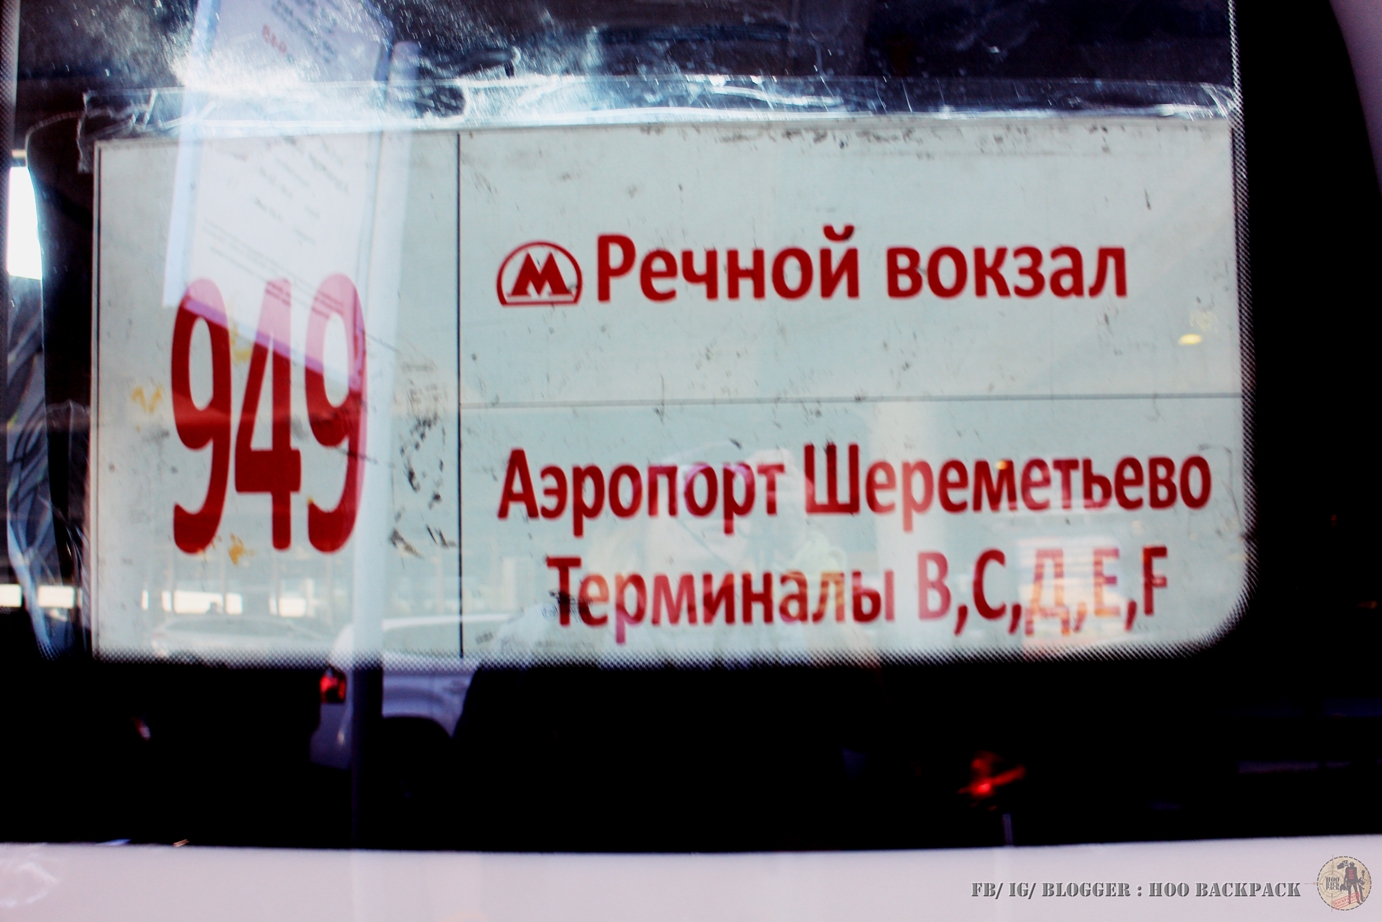 949
М Речной вокзал
Аэропорт Шереметьево
Терминалы В,С,Д,Е,F
FB/ IG/ BLOGGER : HOO BACKPACK